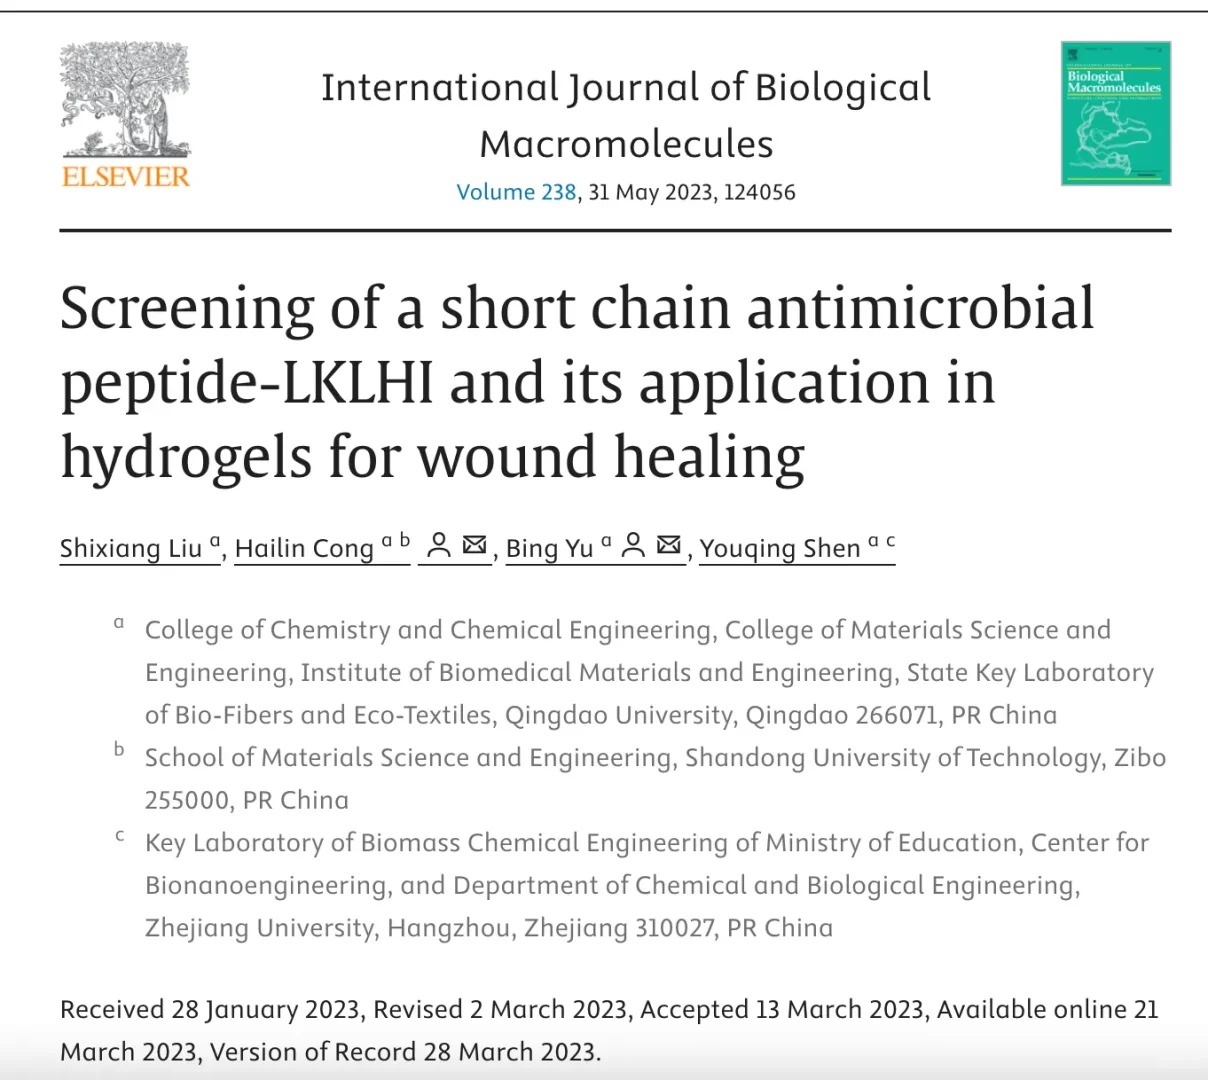 ELSEVIER
International Journal of Biological
Macromolecules
Volume 238, 31 May 2023, 124056
Biological
Macromolecules
Screening of a short chain antimicrobial
peptide-LKLHI and its application in
hydrogels for wound healing
Shixiang Liu a, Hailin Cong a b, Bing Yu a, Youqing Shen a c
a College of Chemistry and Chemical Engineering, College of Materials Science and
Engineering, Institute of Biomedical Materials and Engineering, State Key Laboratory
of Bio-Fibers and Eco-Textiles, Qingdao University, Qingdao 266071, PR China
b School of Materials Science and Engineering, Shandong University of Technology, Zibo
255000, PR China
c Key Laboratory of Biomass Chemical Engineering of Ministry of Education, Center for
Bionanoengineering, and Department of Chemical and Biological Engineering,
Zhejiang University, Hangzhou, Zhejiang 310027, PR China
Received 28 January 2023, Revised 2 March 2023, Accepted 13 March 2023, Available online 21
March 2023, Version of Record 28 March 2023.